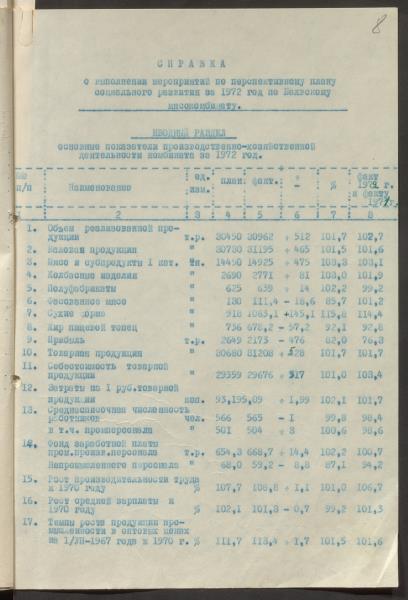 8
СПРАВКА
о выполнении мероприятий по перспективному плану
социального развития за 1972 год по Бельскому
мясокомбинату.
ВВОДНЫЙ РАЗДЕЛ
основные показатели производственно-хозяйственной
деятельности комбината за 1972 год.
п/п Наименование ед. изм. план. факт. + - % факт 1972 г. к факту 1971 г.
2 3 4 5 6 7 8
1. Объем реализованной про-
дукции т.р. 30450 30962 + 512 101,7 102,7
2. Валовая продукция " 30730 31195 + 465 101,5 101,6
3. Мясо и субпродукты I кат. тн. 14450 14925 + 475 103,3 103,1
4. Колбасные изделия " 2690 2771 + 81 103,0 101,9
5. Полуфабрикаты " 625 639 + 14 102,2 99,2
6. Фасованное мясо " 130 111,4 - 18,6 85,7 101,2
7. Сухие корма " 918 1063,1 +145,1 115,8 114,4
8. Жир пищевой топец " 736 678,2 - 57,2 92,1 92,8
9. Прибыль т.р. 2649 2173 - 476 82,0 76,3
10. Товарная продукция " 30680 31208 + 528 101,7 101,7
11. Себестоимость товарной
продукции " 29359 29676 + 317 101,0 103,4
12. Затраты на 1 руб.товарной
продукции коп. 93,1 95,09 + 1,99 102,1 101,7
13. Среднесписочная численность
работников чел. 566 565 - I 99,8 98,4
в т.ч. промперсонала " 501 504 + 3 100,6 98,6
14. Фонд заработной платы
пром.произв.персонала т.р. 654,3 668,7 + 14,4 102,2 100,7
Непромышленного персонала " 68,0 59,2 - 8,8 87,1 94,2
15. Рост производительности труда
к 1970 году % 107,7 108,8 + 1,1 101,0 106,7
16. Рост средней зарплаты к
1970 году % 102,1 101,3 - 0,7 99,2 101,3
17. Темпы роста продукции про-
мышленности в оптовых ценах
на 1/УП-1967 года к 1970 г. % 111,7 113,4 + 1,7 101,5 101,6